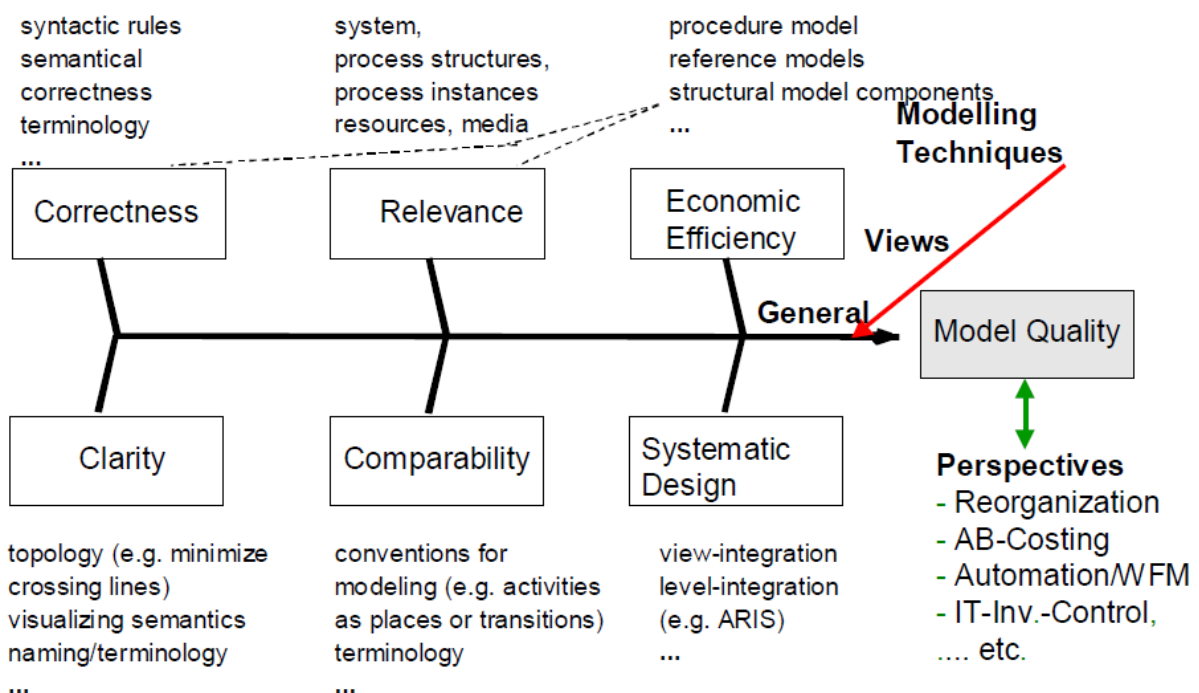 syntactic rules
semantical
correctness
terminology
...
system,
process structures,
process instances
resources, media
procedure model
reference models
structural model components
...
Modelling
Techniques
Views
General
Correctness
Relevance
Economic
Efficiency
Model Quality
Clarity
Comparability
Systematic
Design
topology (e.g. minimize
crossing lines)
visualizing semantics
naming/terminology
...
conventions for
modeling (e.g. activities
as places or transitions)
terminology
...
view-integration
level-integration
(e.g. ARIS)
...
Perspectives
- Reorganization
- AB-Costing
- Automation/WFM
- IT-Inv.-Control,
.... etc.